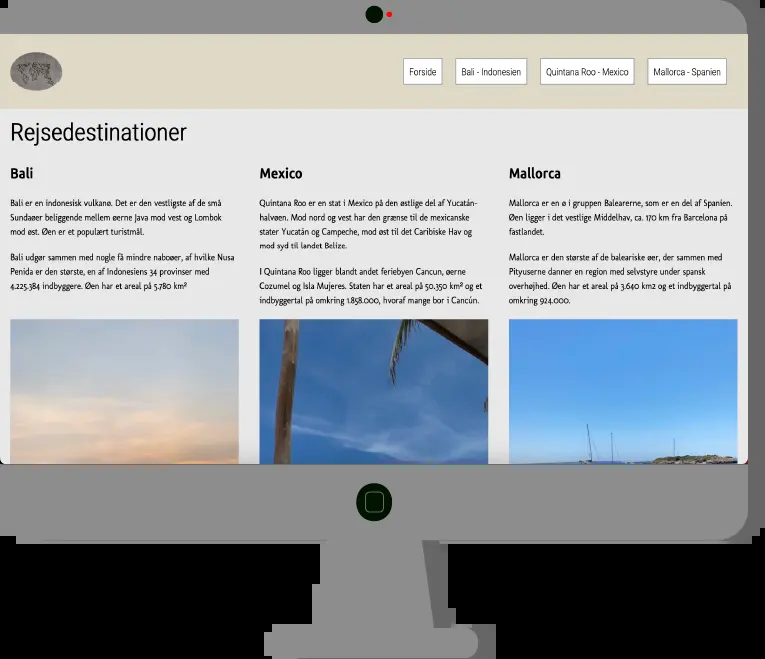 Forside
Bali - Indonesien
Quintana Roo - Mexico
Mallorca - Spanien
Rejsedestinationer
Bali
Bali er en indonesisk vulkanø. Det er den vestligste af de små
Sundaøer beliggende mellem øerne Java mod vest og Lombok
mod øst. Øen er et populært turistmål.
Bali udgør sammen med nogle få mindre naboøer, af hvilke Nusa
Penida er den største, en af Indonesiens 34 provinser med
4.225.384 indbyggere. Øen har et areal på 5.780 km²
Mexico
Quintana Roo er en stat i Mexico på den østlige del af Yucatán-
halvøen. Mod nord og vest har den grænse til de mexicanske
stater Yucatán og Campeche, mod øst til det Caribiske Hav og
mod syd til landet Belize.
I Quintana Roo ligger blandt andet feriebyen Cancun, øerne
Cozumel og Isla Mujeres. Staten har et areal på 50.350 km² og et
indbyggertal på omkring 1.858.000, hvoraf mange bor i Cancún.
Mallorca
Mallorca er en ø i gruppen Balearerne, som er en del af Spanien.
Øen ligger i det vestlige Middelhav, ca. 170 km fra Barcelona på
fastlandet.
Mallorca er den største af de baleariske øer, der sammen med
Pityuserne danner en region med selvstyre under spansk
overhøjhed. Øen har et areal på 3.640 km2 og et indbyggertal på
omkring 924.000.